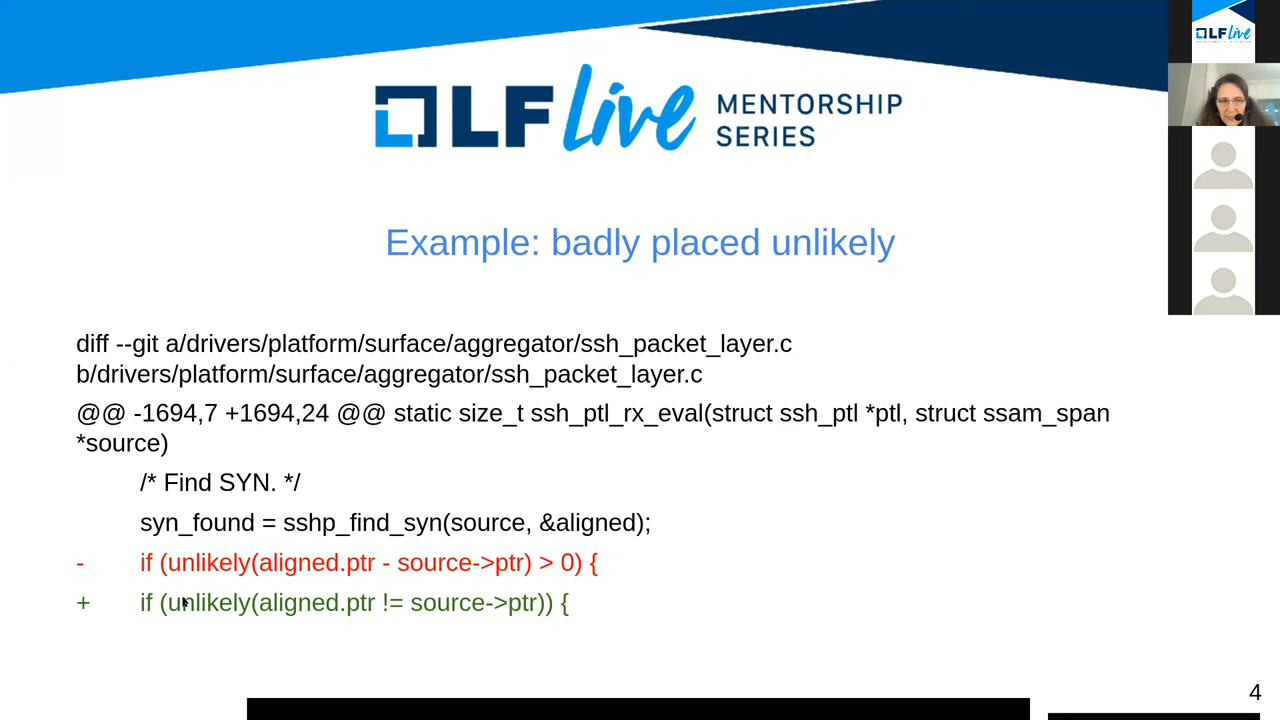 LF Live MENTORSHIP
SERIES
LF Live
Example: badly placed unlikely
diff --git a/drivers/platform/surface/aggregator/ssh_packet_layer.c
b/drivers/platform/surface/aggregator/ssh_packet_layer.c
@@ -1694,7 +1694,24 @@ static size_t ssh_ptl_rx_eval(struct ssh_ptl *ptl, struct ssam_span
*source)
/* Find SYN. */
syn_found = sshp_find_syn(source, &aligned);
- if (unlikely(aligned.ptr - source->ptr) > 0) {
+ if (unlikely(aligned.ptr != source->ptr)) {
4